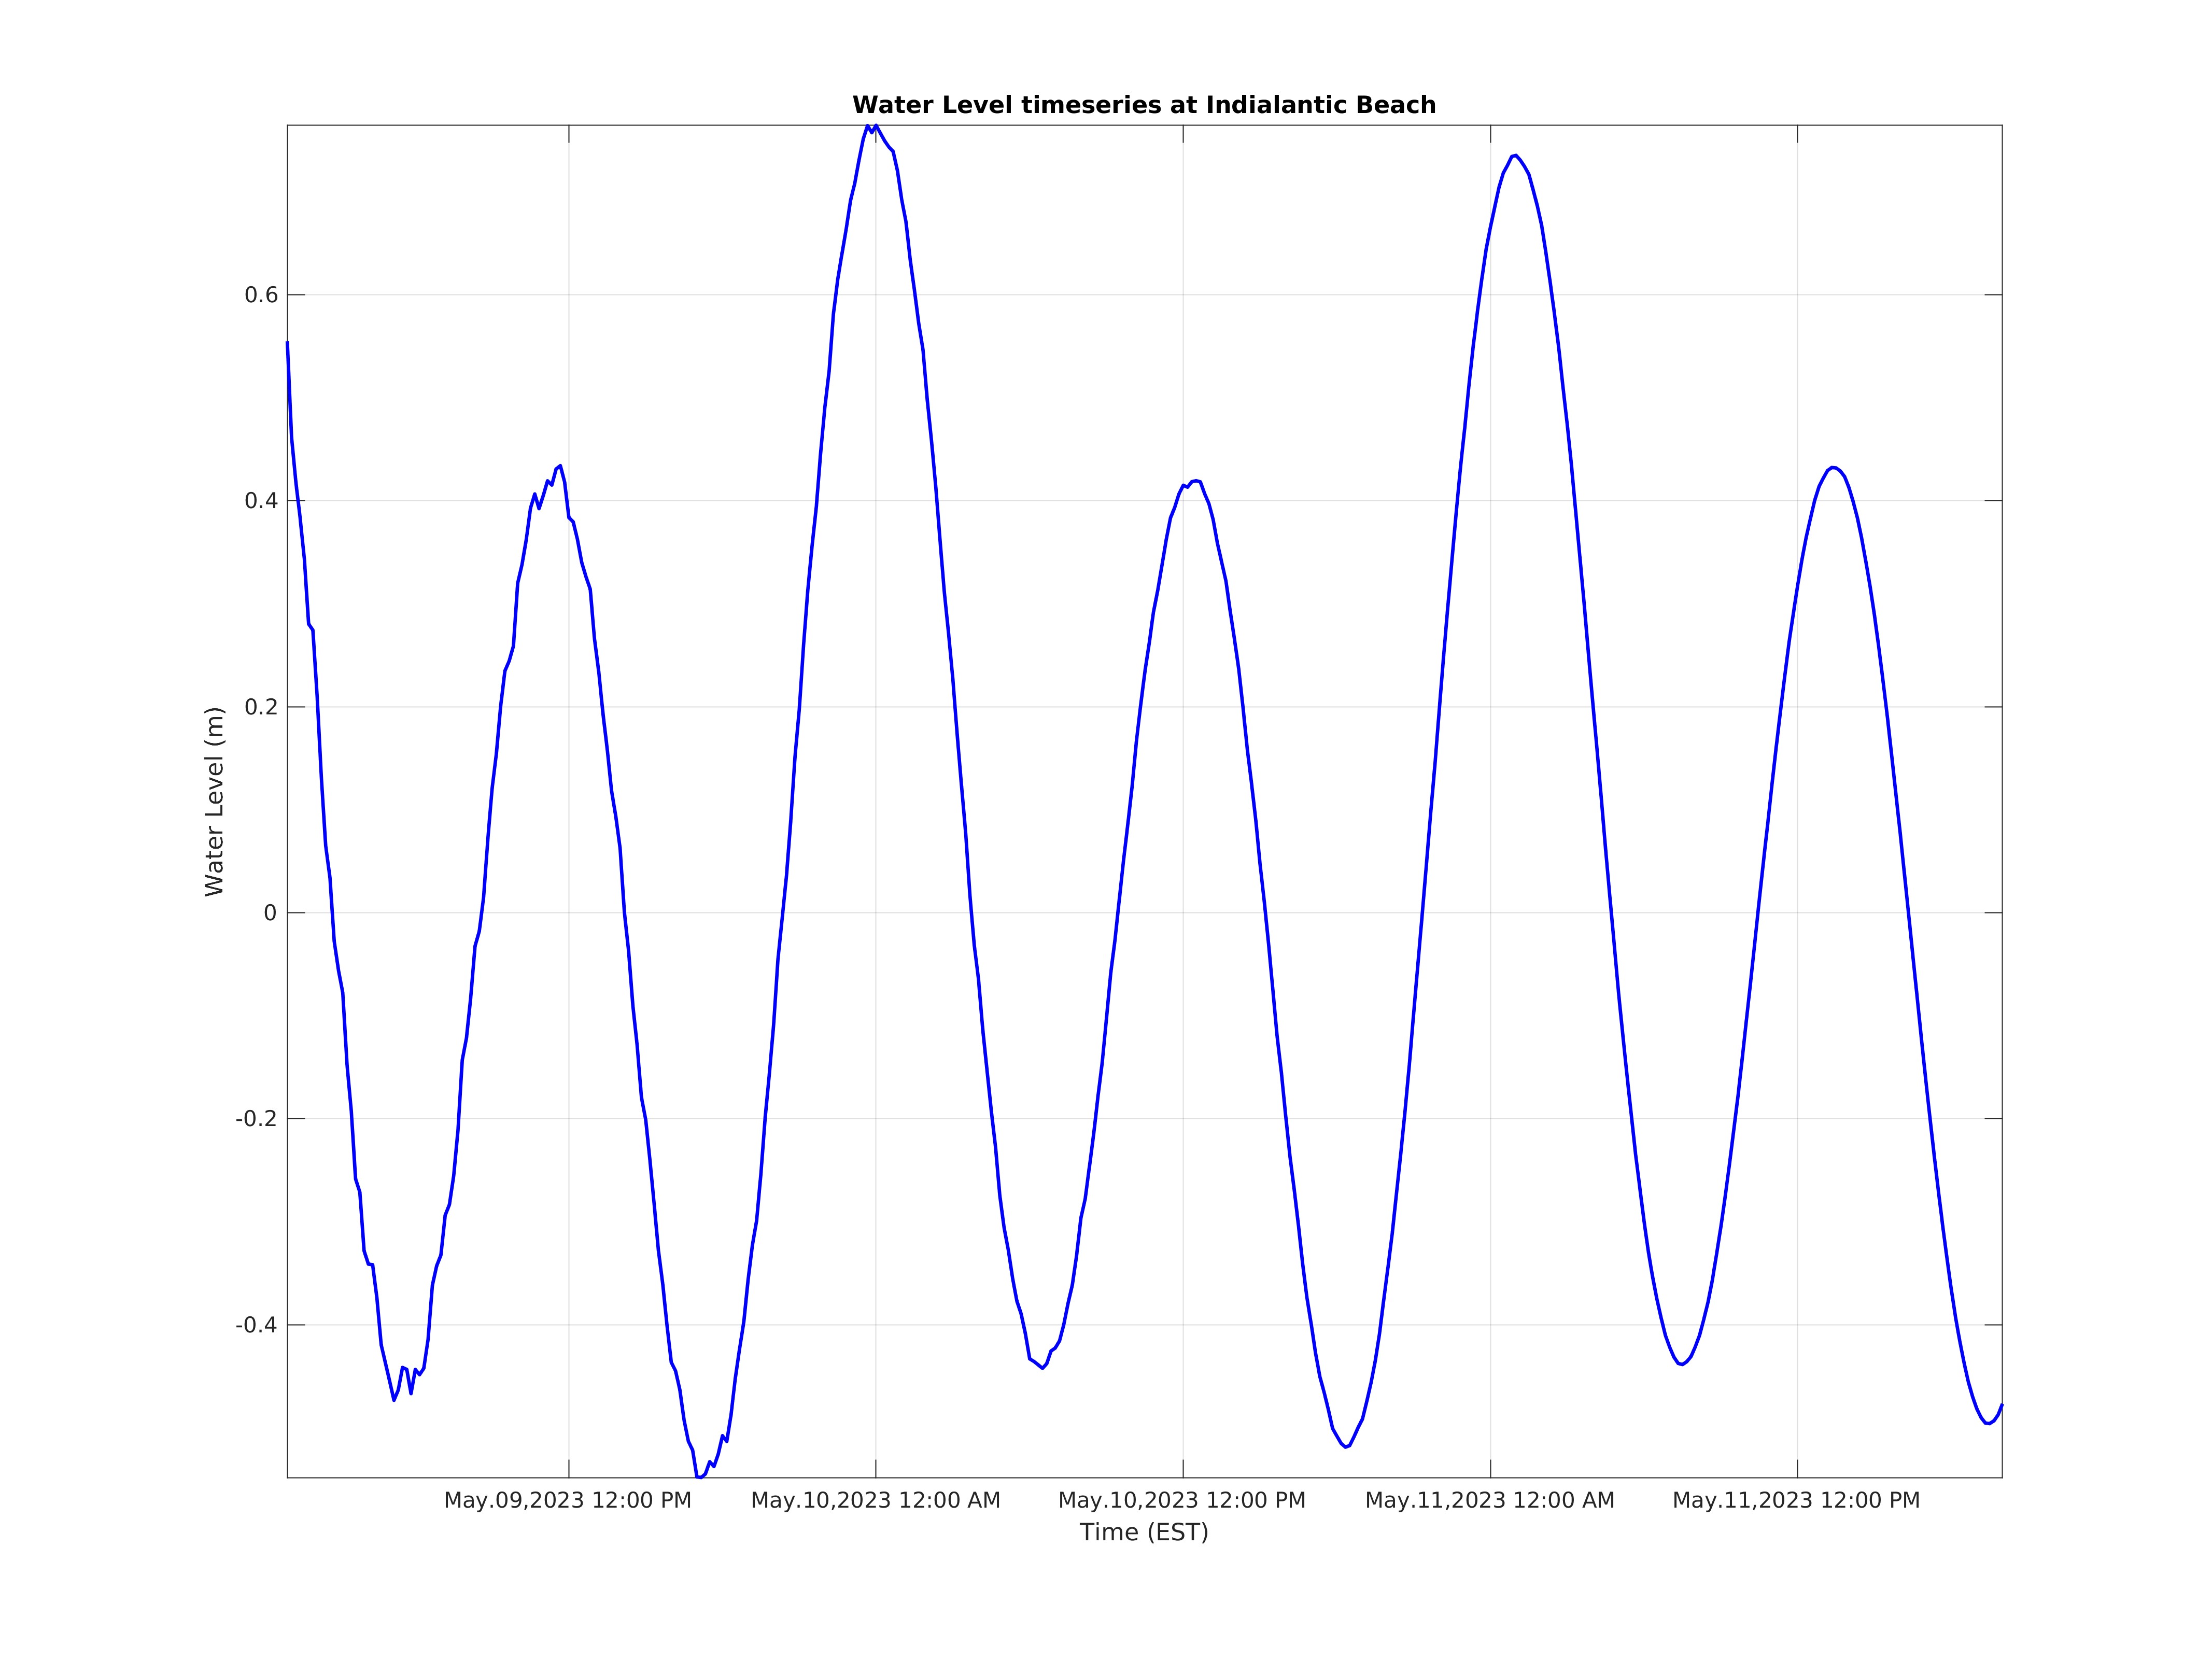 Water Level timeseries at Indialantic Beach
0.6
0.4
0.2
0
-0.2
-0.4
Water Level (m)
May.09,2023 12:00 PM
May.10,2023 12:00 AM
May.10,2023 12:00 PM
May.11,2023 12:00 AM
May.11,2023 12:00 PM
Time (EST)